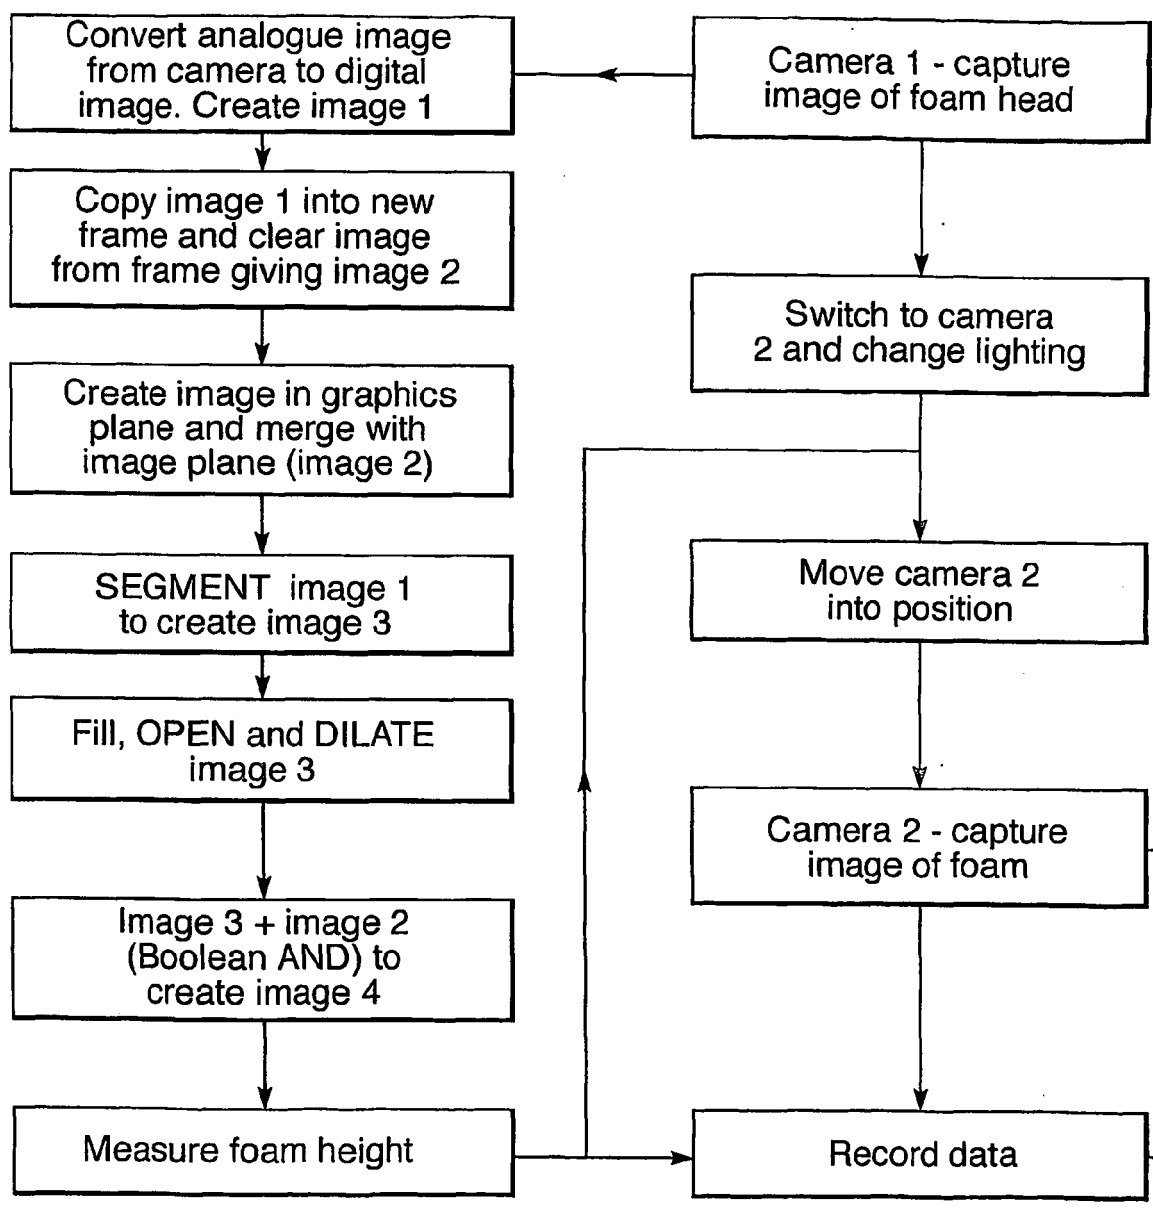 Convert analogue image
from camera to digital
image. Create image 1
Copy image 1 into new
frame and clear image
from frame giving image 2
Create image in graphics
plane and merge with
image plane (image 2)
SEGMENT image 1
to create image 3
Fill, OPEN and DILATE
image 3
Image 3 + image 2
(Boolean AND) to
create image 4
Measure foam height
Camera 1 - capture
image of foam head
Switch to camera
2 and change lighting
Move camera 2
into position
Camera 2 - capture
image of foam
Record data